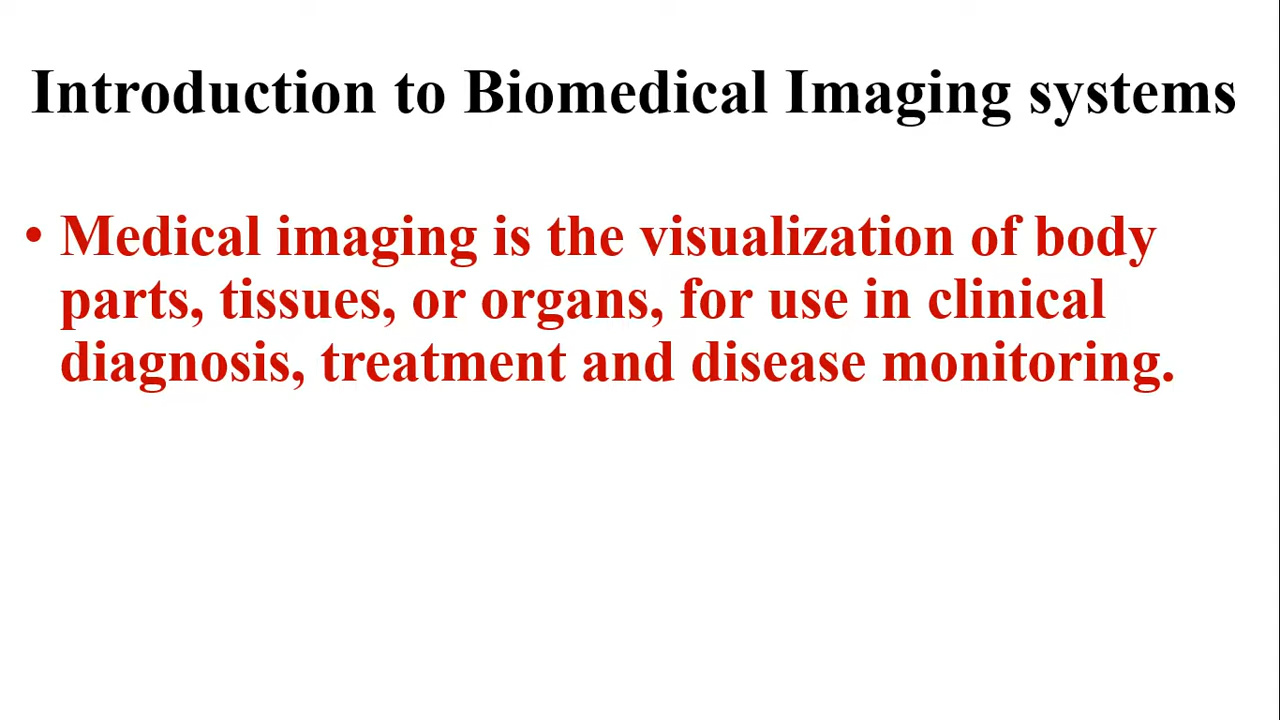 Introduction to Biomedical Imaging systems
• Medical imaging is the visualization of body
parts, tissues, or organs, for use in clinical
diagnosis, treatment and disease monitoring.